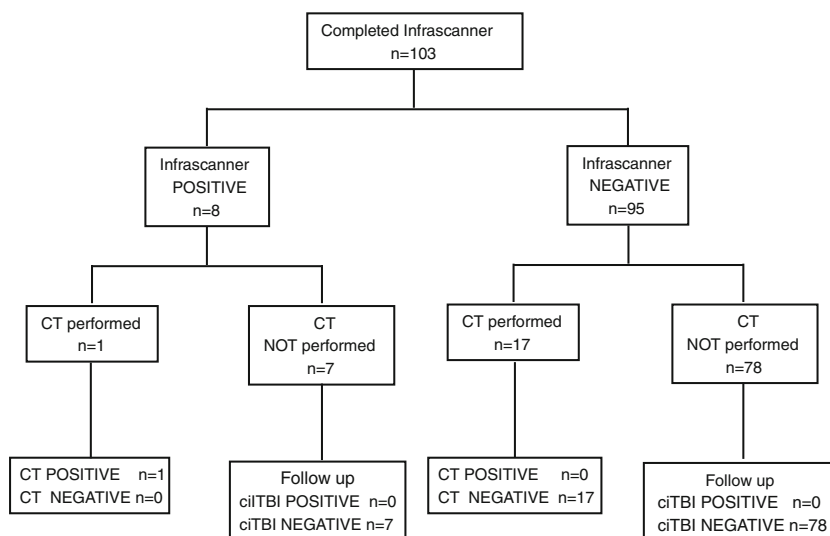 Completed Infrascanner
n=103
Infrascanner
POSITIVE
n=8
Infrascanner
NEGATIVE
n=95
CT performed
n=1
CT
NOT performed
n=7
CT performed
n=17
CT
NOT performed
n=78
CT POSITIVE n=1
CT NEGATIVE n=0
Follow up
ciITBI POSITIVE n=0
ciTBI NEGATIVE n=7
CT POSITIVE n=0
CT NEGATIVE n=17
Follow up
ciTBI POSITIVE n=0
ciTBI NEGATIVE n=78